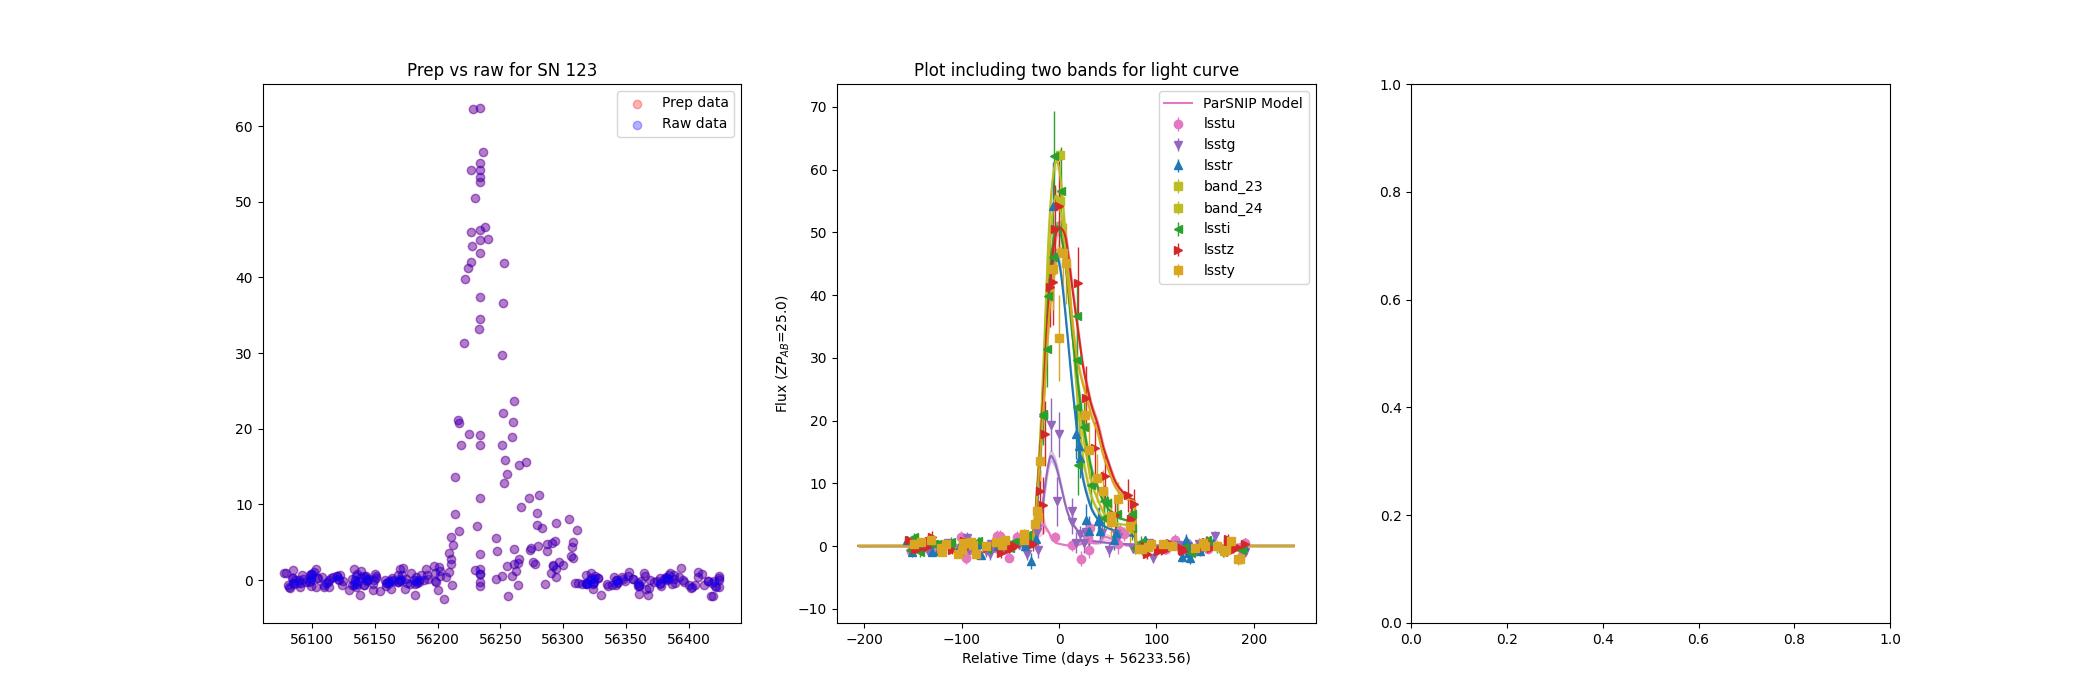 Prep vs raw for SN 123
Prep data
Raw data
60
50
40
30
20
10
0
56100
56150
56200
56250
56300
56350
56400
Plot including two bands for light curve
ParSNIP Model
lsstu
lsstg
lsstr
band_23
band_24
lssti
lsstz
lssty
Flux (ZP_AB=25.0)
70
60
50
40
30
20
10
0
−10
−200
−100
0
100
200
Relative Time (days + 56233.56)
1.0
0.8
0.6
0.4
0.2
0.0
0.0
0.2
0.4
0.6
0.8
1.0